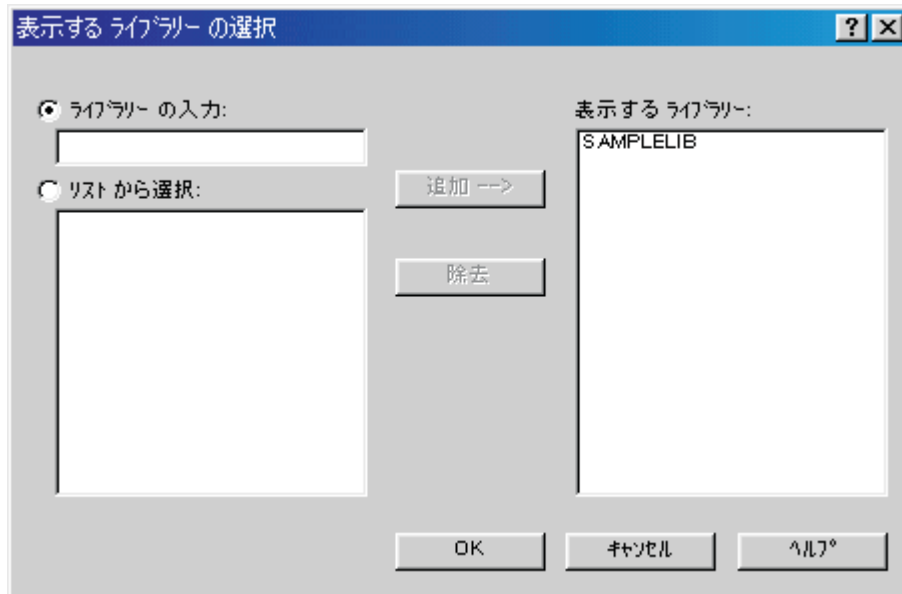 表示する ﾗｲﾌﾞﾗﾘｰ の選択
ﾗｲﾌﾞﾗﾘｰ の入力:
ﾘｽﾄ から選択:
追加 -->
除去
表示する ﾗｲﾌﾞﾗﾘｰ:
SAMPLELIB
OK
ｷｬﾝｾﾙ
ﾍﾙﾌﾟ